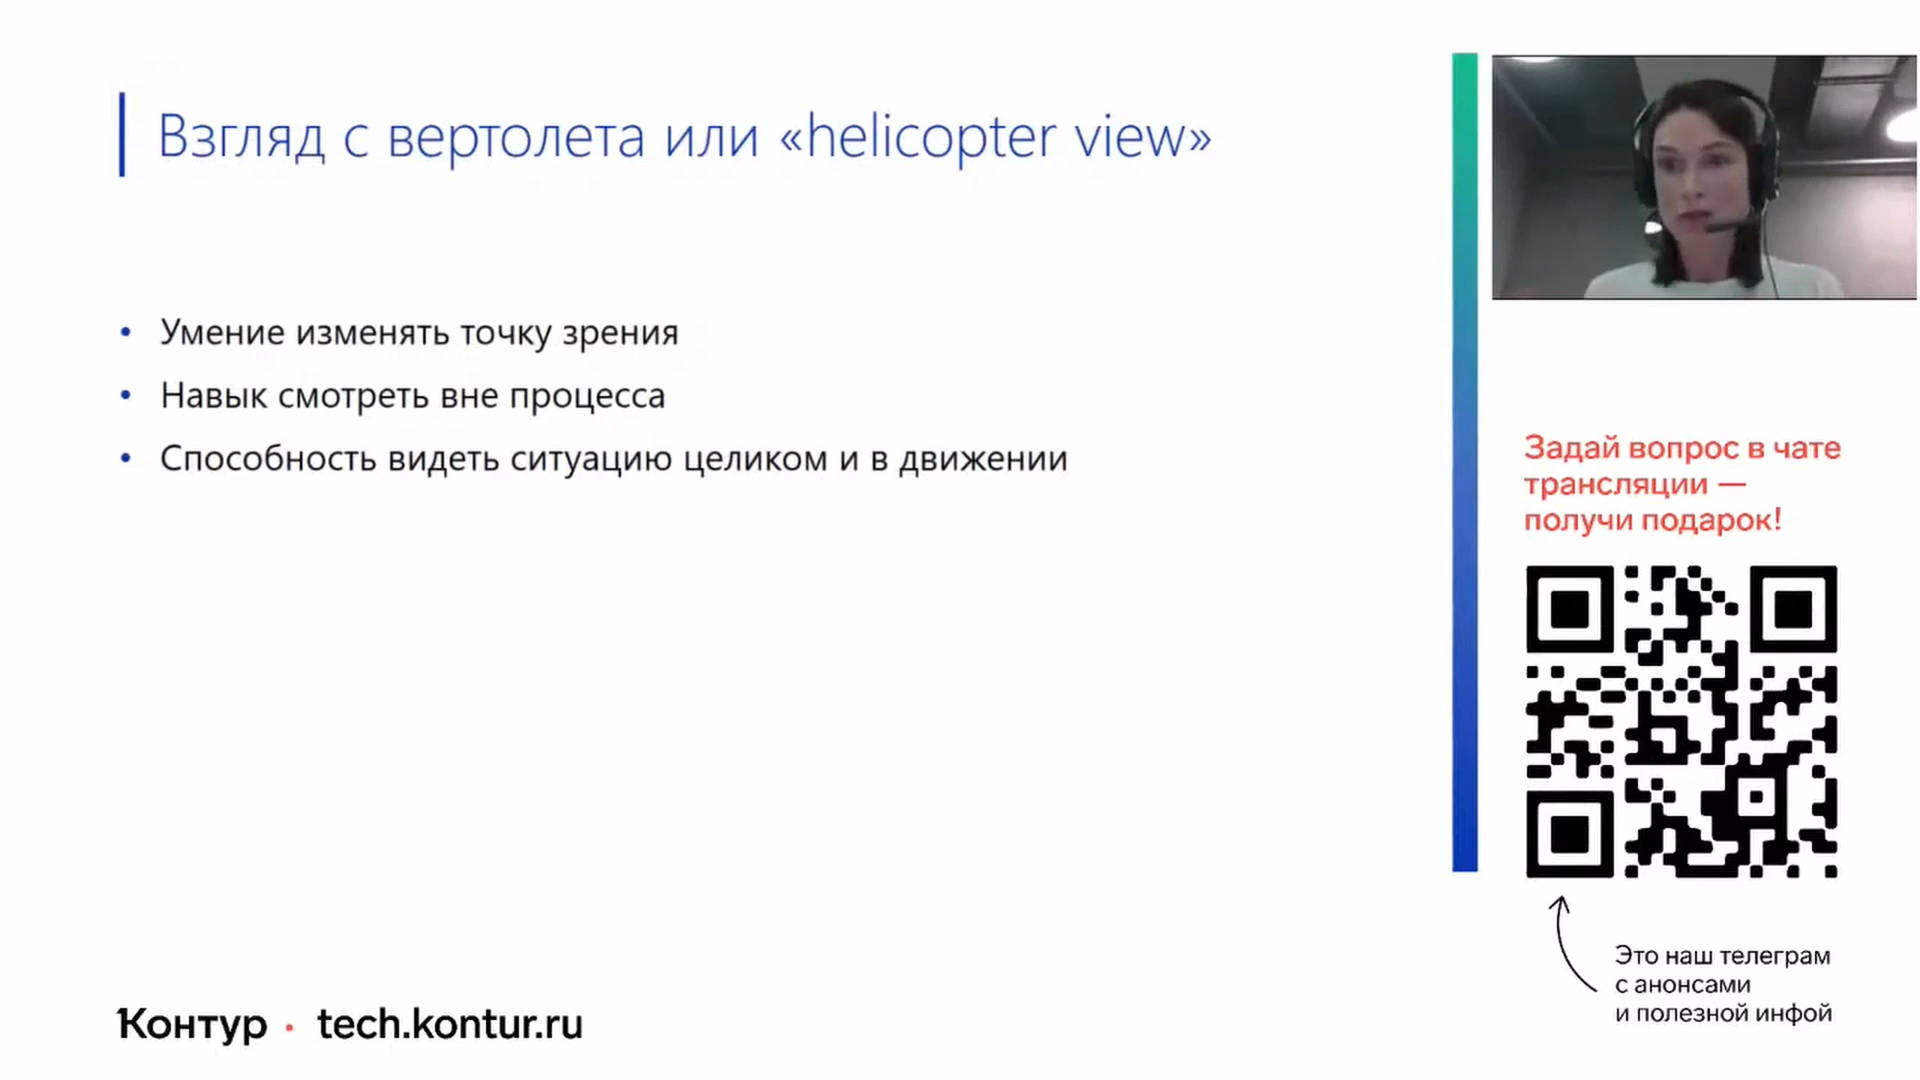 Взгляд с вертолета или «helicopter view»
• Умение изменять точку зрения
• Навык смотреть вне процесса
• Способность видеть ситуацию целиком и в движении
Задай вопрос в чате
трансляции —
получи подарок!
Это наш телеграм
с анонсами
и полезной инфой
Контур • tech.kontur.ru